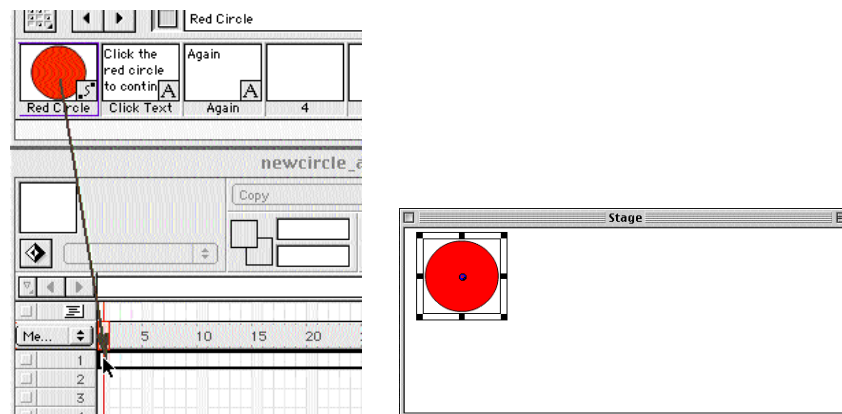 Red Circle
Click the
red circle
to contin
A
Again
A
Red Circle
Click Text
Again
4
newcircle_a
Copy
Stage
Me...
5
10
15
20
1
2
3